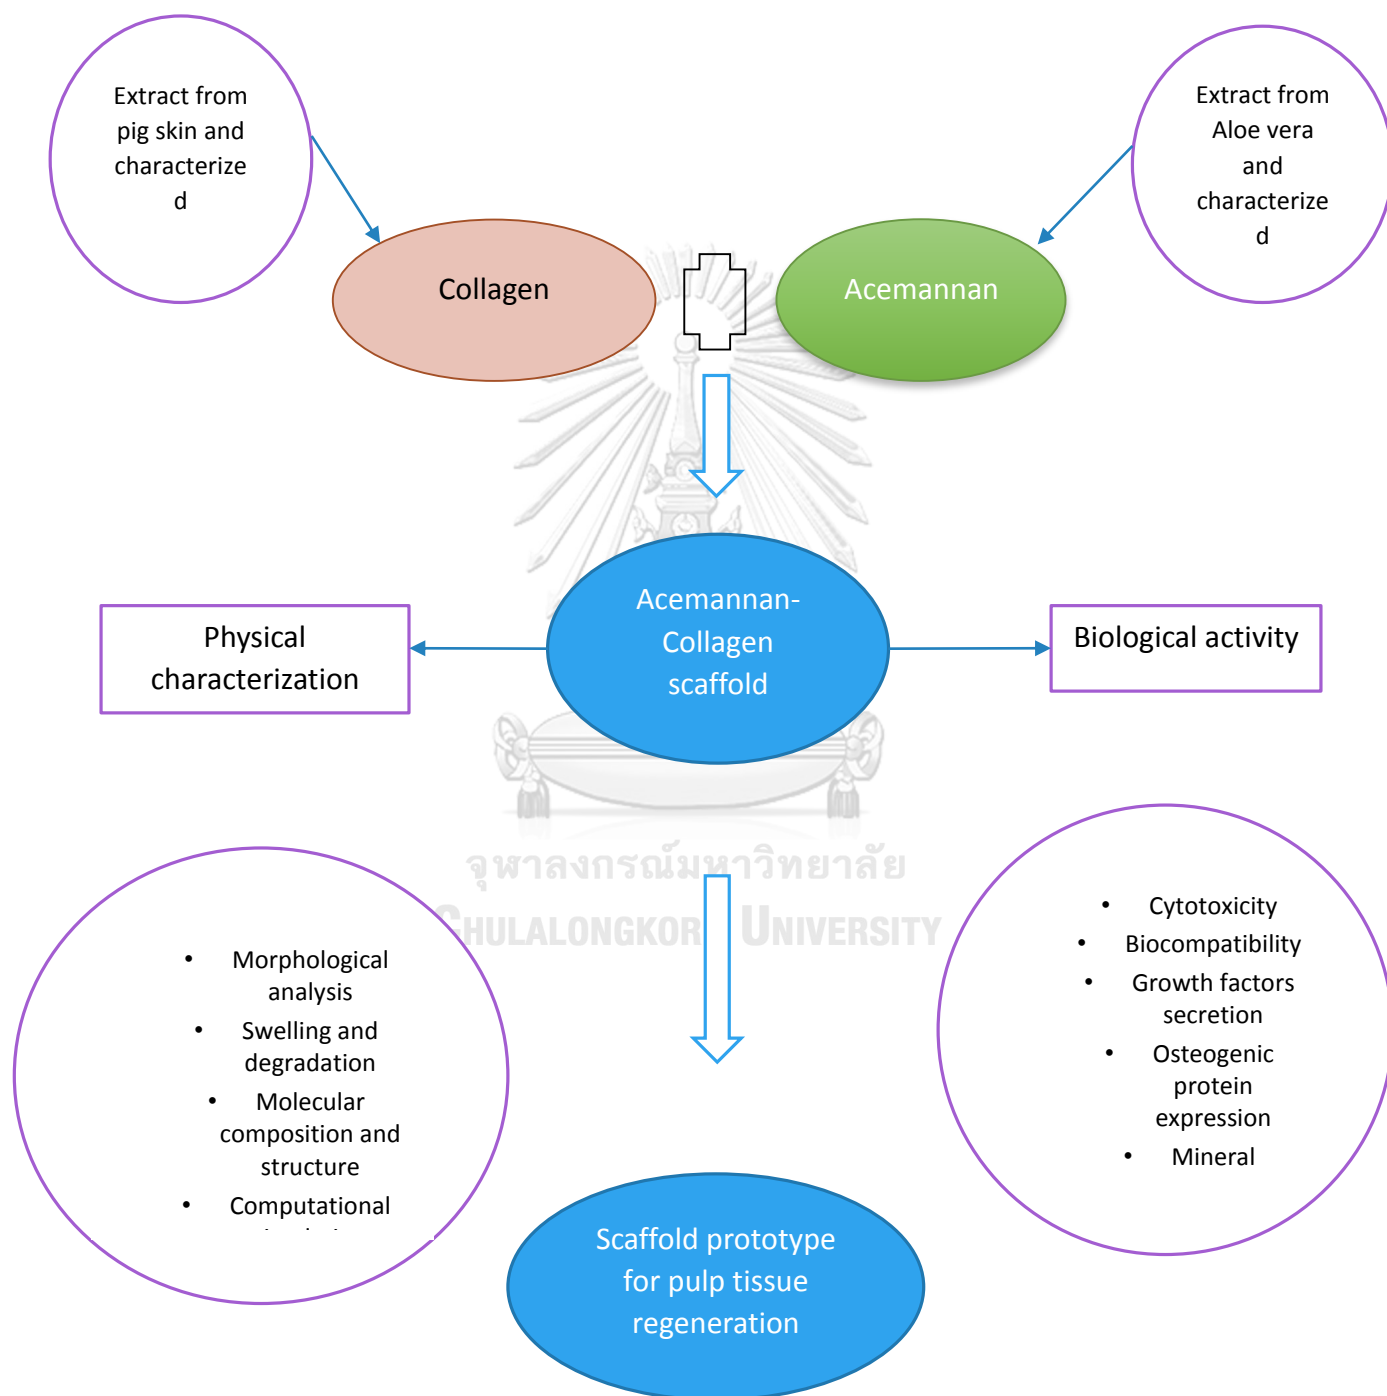 Extract from
pig skin and
characterize
d
Extract from
Aloe vera
and
characterize
d
Collagen
Acemannan
Acemannan-
Collagen
scaffold
Physical
characterization
Biological activity
จุฬาลงกรณ์มหาวิทยาลัย
UNIVERSITY
• Morphological
analysis
• Swelling and
degradation
• Molecular
composition and
structure
• Computational
• Cytotoxicity
• Biocompatibility
• Growth factors
secretion
• Osteogenic
protein
expression
• Mineral
Scaffold prototype
for pulp tissue
regeneration